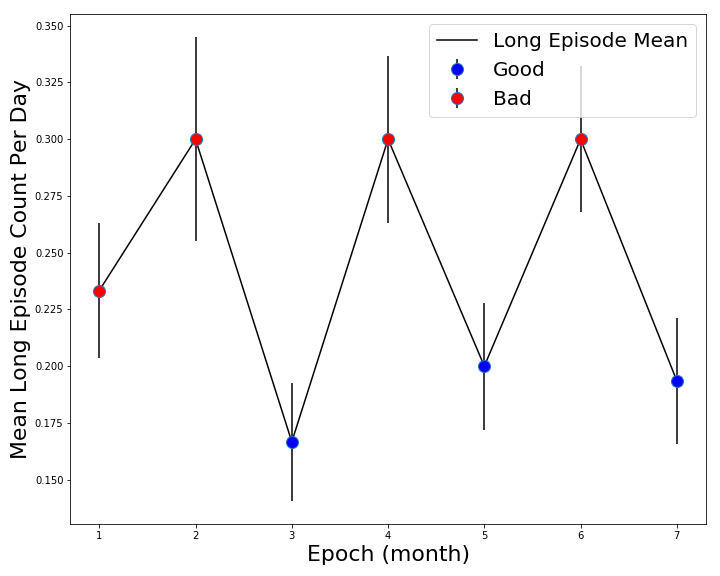 Long Episode Mean
Good
Bad
Mean Long Episode Count Per Day
0.350
0.325
0.300
0.275
0.250
0.225
0.200
0.175
0.150
1 2 3 4 5 6 7
Epoch (month)